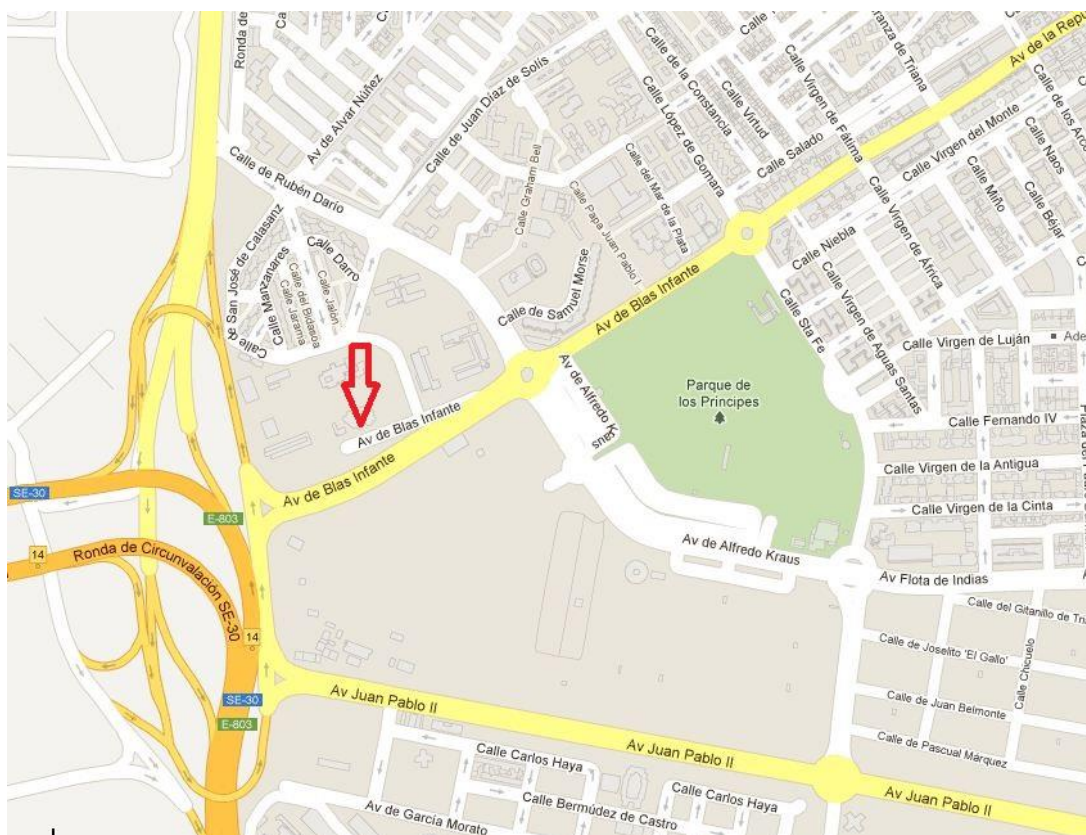 Ronda de
Av de Alvar Núñez
Calle de Juan Díaz de Solís
Calle de la Constancia
Calle Virtud
Calle López de Gomara
Calle Virgen de Fátima
Av de la Repú
Calle de los Arcos
Calle Salado
Calle Virgen del Monte
Calle Naos
Calle Béjar
Calle Miño
Calle de Rubén Darío
Calle Graham Bell
Calle Papa Juan Pablo I
Calle del Mar de la Plata
Calle Niebla
Calle Virgen de África
Calle de San José de Calasanz
Calle Manzanares
Calle Darro
Calle Jalón
Calle del Bidasoa
Calle Jarama
Calle de Samuel Morse
Av de Blas Infante
Calle Sta Fe
Calle Virgen de Aguas Santas
Calle Virgen de Luján
Ade
Parque de
los Principes
Av de Alfredo K
aus
Av de Blas Infante
Calle Fernando IV
Av de Blas Infante
Calle Virgen de la Antigua
SE-30
E-803
Calle Virgen de la Cinta
14
Ronda de Circunvalación SE-30
Av de Alfredo Kraus
Av Flota de Indias
Calle del Gitanillo de Tria
14
Calle de Joselito 'El Gallo'
Calle Chicuelo
SE-30
Av Juan Pablo II
Calle de Juan Belmonte
E-803
Av Juan Pablo II
Calle de Pascual Márquez
Calle Carlos Haya
Calle Carlos Haya
Av de García Morato
Calle Bermúdez de Castro
Av Juan Pablo II